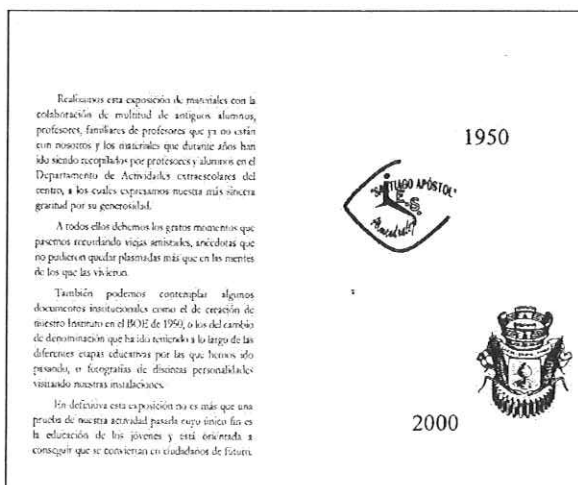 Realizamos esta exposición de materiales con la
colaboración de multitud de antiguos alumnos,
profesores, familiares de profesores que ya no están
con nosotros y los materiales que durante años han
ido siendo recopilados por profesores y alumnos en el
Departamento de Actividades extraescolares del
centro, a los cuales expresamos nuestra más sincera
gratitud por su generosidad.
A todos ellos debemos los gratos momentos que
pasemos recordando viejas amistades, anécdotas que
no pudieron quedar plasmadas más que en las mentes
de los que las vivieron.
También podemos contemplar algunos
documentos institucionales como el de creación de
nuestro Instituto en el BOE de 1950, o los del cambio
de denominación que ha ido teniendo a lo largo de las
diferentes etapas educativas por las que hemos ido
pasando, o fotografías de distintas personalidades
visitando nuestras instalaciones.
En definitiva esta exposición no es más que una
prueba de nuestra actividad pasada cuyo único fin es
la educación de los jóvenes y está orientada a
conseguir que se conviertan en ciudadanos de futuro.
1950
"SANTIAGO APÓSTOL"
I.E.S.
Almendralejo
2000